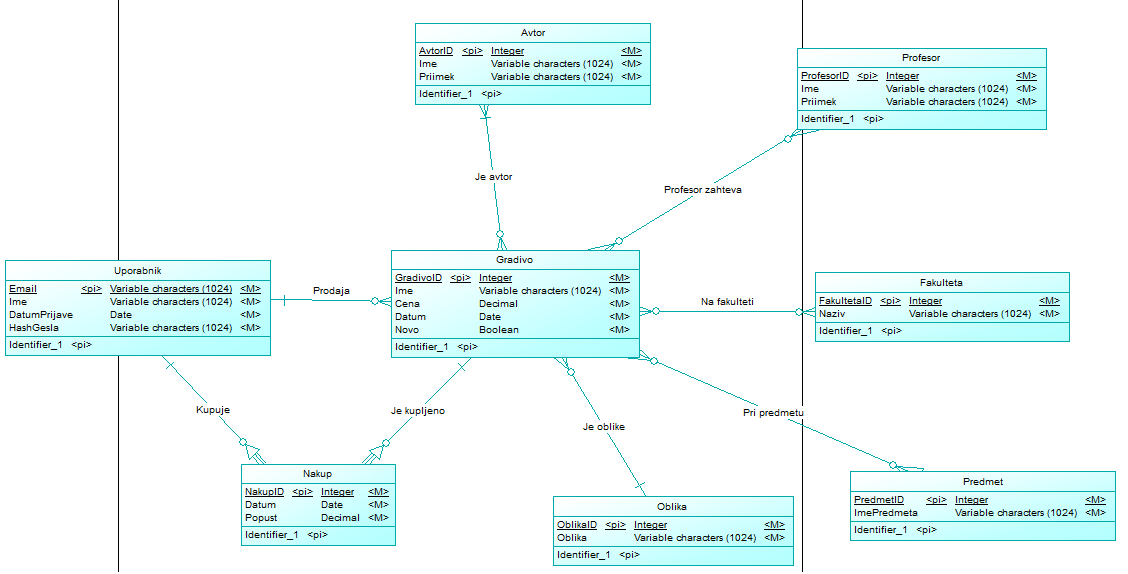 Avtor
AvtorID <pi> Integer <M>
Ime Variable characters (1024) <M>
Priimek Variable characters (1024) <M>
Identifier_1 <pi>
Profesor
ProfesorID <pi> Integer <M>
Ime Variable characters (1024) <M>
Priimek Variable characters (1024) <M>
Identifier_1 <pi>
Je avtor
Profesor zahteva
Uporabnik
Email <pi> Variable characters (1024) <M>
Ime Variable characters (1024) <M>
DatumPrijave Date <M>
HashGesla Variable characters (1024) <M>
Identifier_1 <pi>
Prodaja
Gradivo
GradivoID <pi> Integer <M>
Ime Variable characters (1024) <M>
Cena Decimal <M>
Datum Date <M>
Novo Boolean <M>
Identifier_1 <pi>
Na fakulteti
Fakulteta
FakultetaID <pi> Integer <M>
Naziv Variable characters (1024) <M>
Identifier_1 <pi>
Kupuje
Je kupljeno
Je oblike
Pri predmetu
Nakup
NakupID <pi> Integer <M>
Datum Date <M>
Popust Decimal <M>
Identifier_1 <pi>
Oblika
OblikaID <pi> Integer <M>
Oblika Variable characters (1024) <M>
Identifier_1 <pi>
Predmet
PredmetID <pi> Integer <M>
ImePredmeta Variable characters (1024) <M>
Identifier_1 <pi>